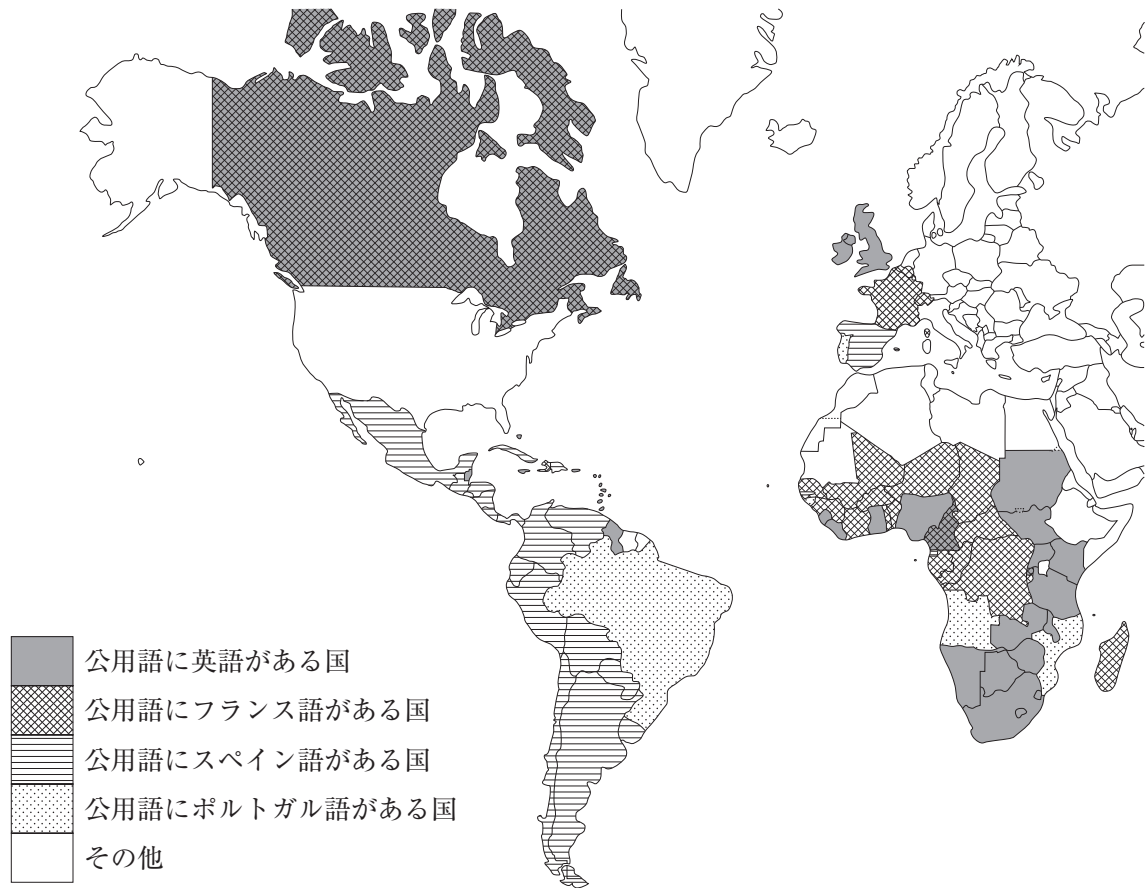 公用語に英語がある国
公用語にフランス語がある国
公用語にスペイン語がある国
公用語にポルトガル語がある国
その他